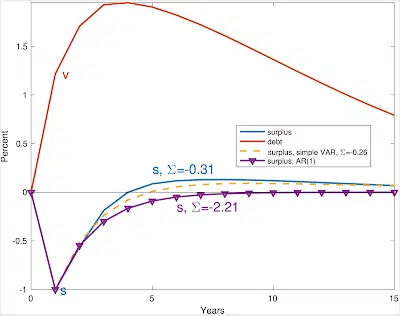 2
1.5
1
0.5
0
-0.5
-1
Percent
v
surplus
debt
surplus, simple VAR, Σ=-0.26
surplus, AR(1)
s, Σ=-0.31
s, Σ=-2.21
s
0
5
10
15
Years